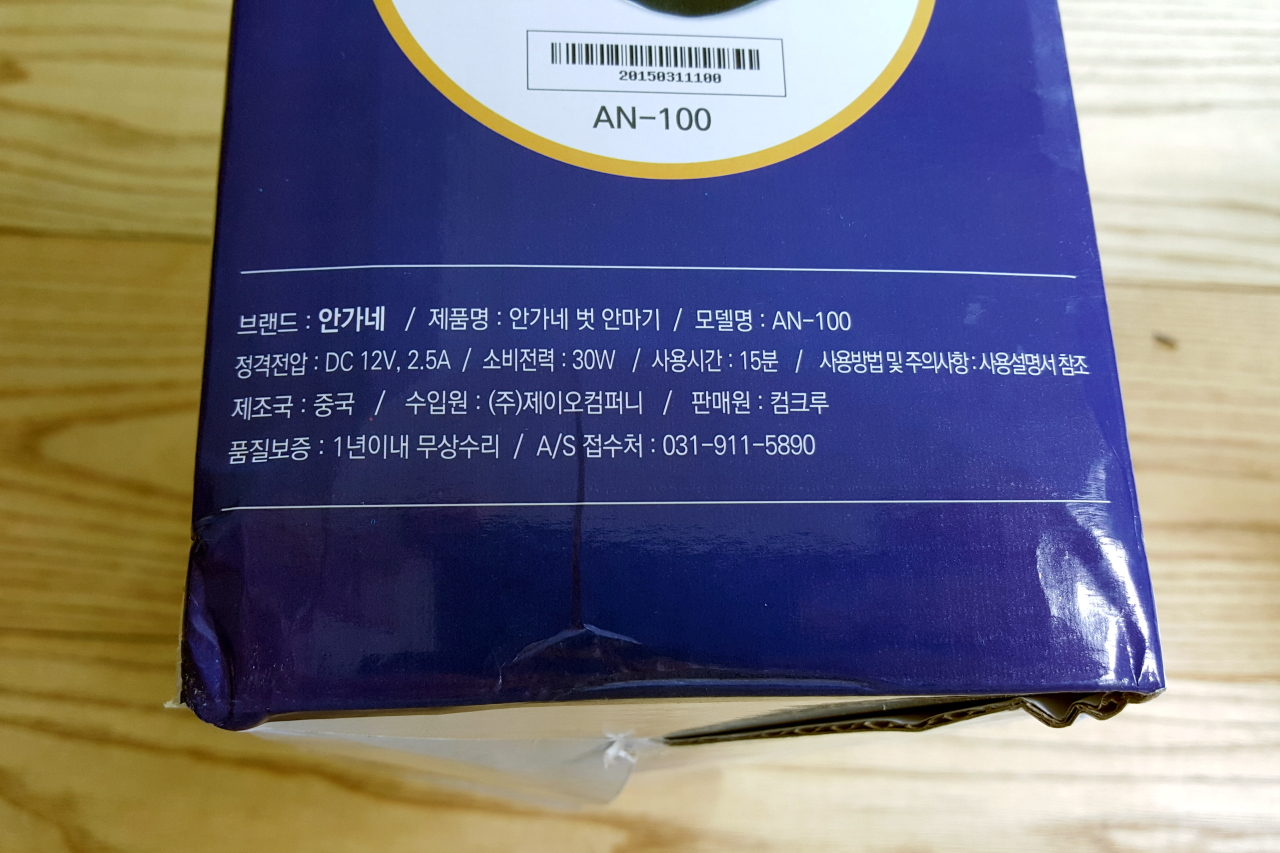 20150311100
AN-100
브랜드 : 안가네 / 제품명 : 안가네 벗 안마기 / 모델명 : AN-100
정격전압 : DC 12V, 2.5A / 소비전력 : 30W / 사용시간 : 15분 / 사용방법 및 주의사항 : 사용설명서 참조
제조국 : 중국 / 수입원 : (주)제이오컴퍼니 / 판매원 : 컴크루
품질보증 : 1년이내 무상수리 / A/S 접수처 : 031-911-5890